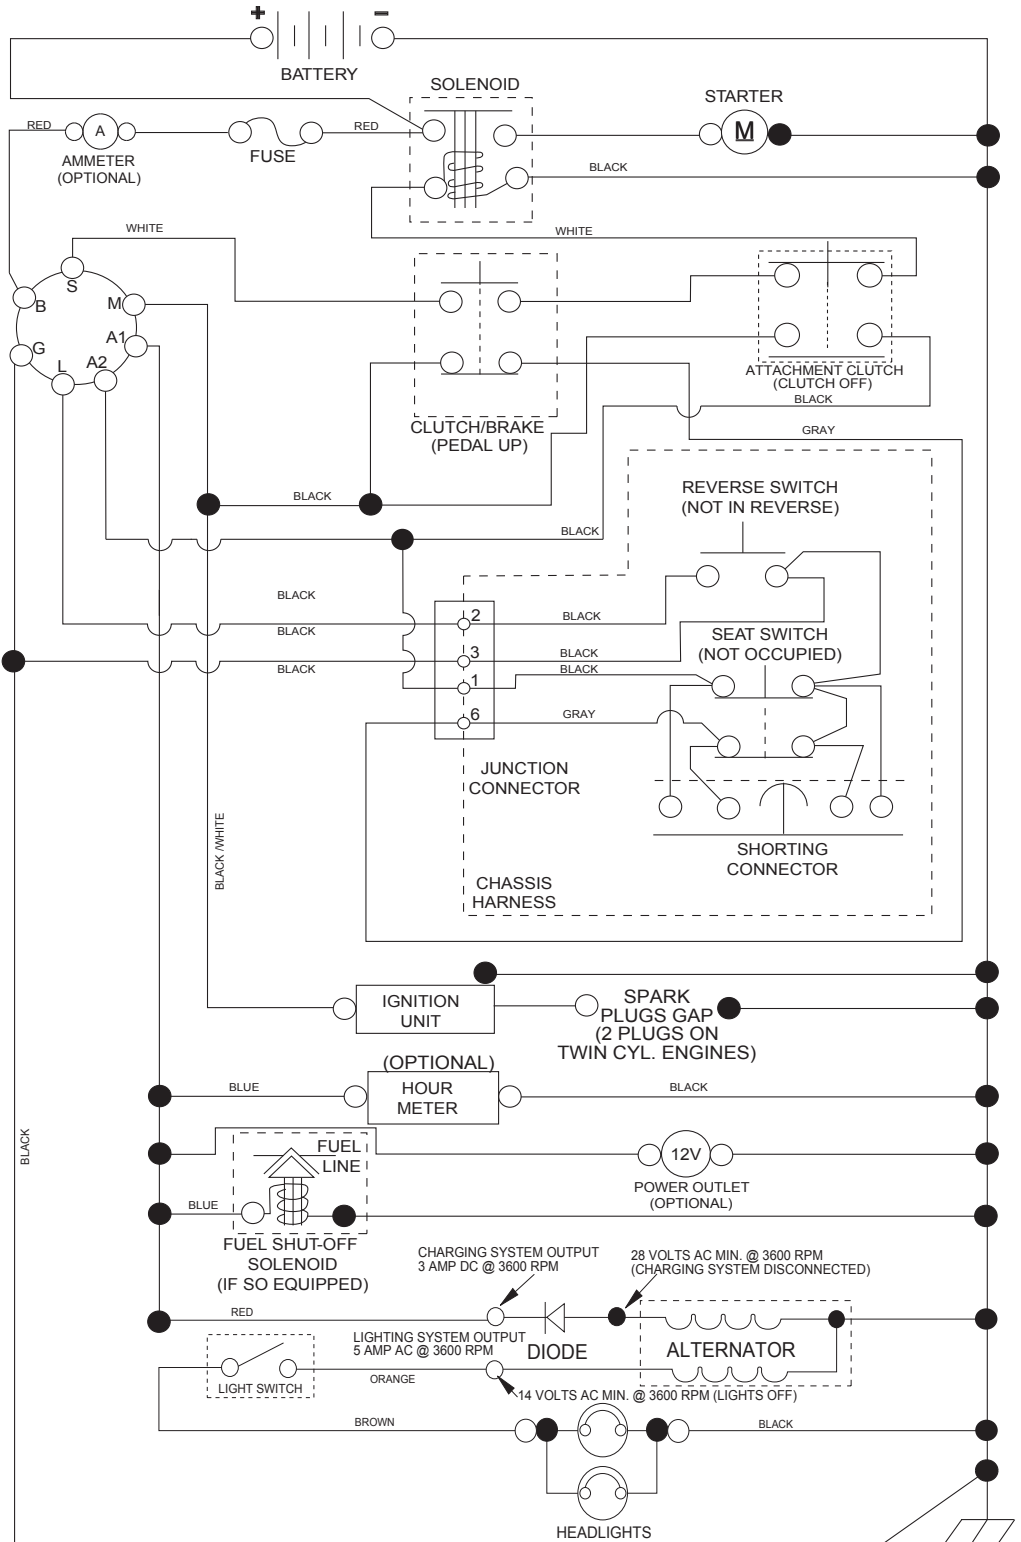 + -
BATTERY
SOLENOID
STARTER
RED
A
RED
M
FUSE
AMMETER
(OPTIONAL)
BLACK
WHITE
WHITE
S
B
M
G
A1
L
A2
ATTACHMENT CLUTCH
(CLUTCH OFF)
BLACK
CLUTCH/BRAKE
(PEDAL UP)
GRAY
REVERSE SWITCH
(NOT IN REVERSE)
BLACK
BLACK
BLACK
2
BLACK
BLACK
SEAT SWITCH
(NOT OCCUPIED)
3
BLACK
BLACK
BLACK
1
6
GRAY
JUNCTION
CONNECTOR
SHORTING
CONNECTOR
BLACK /WHITE
CHASSIS
HARNESS
IGNITION
UNIT
SPARK
PLUGS GAP
(2 PLUGS ON
TWIN CYL. ENGINES)
(OPTIONAL)
BLUE
HOUR
METER
BLACK
BLACK
FUEL
LINE
12V
POWER OUTLET
(OPTIONAL)
BLUE
FUEL SHUT-OFF
SOLENOID
(IF SO EQUIPPED)
CHARGING SYSTEM OUTPUT
3 AMP DC @ 3600 RPM
28 VOLTS AC MIN. @ 3600 RPM
(CHARGING SYSTEM DISCONNECTED)
RED
LIGHTING SYSTEM OUTPUT
5 AMP AC @ 3600 RPM
DIODE
ALTERNATOR
LIGHT SWITCH
ORANGE
14 VOLTS AC MIN. @ 3600 RPM (LIGHTS OFF)
BROWN
BLACK
HEADLIGHTS